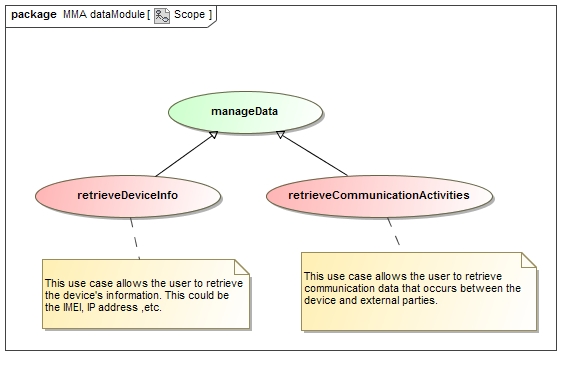 package MMA dataModule [ Scope ]
manageData
retrieveDeviceInfo
retrieveCommunicationActivities
This use case allows the user to retrieve
the device's information. This could be
the IMEI, IP address ,etc.
This use case allows the user to retrieve
communication data that occurs between the
device and external parties.